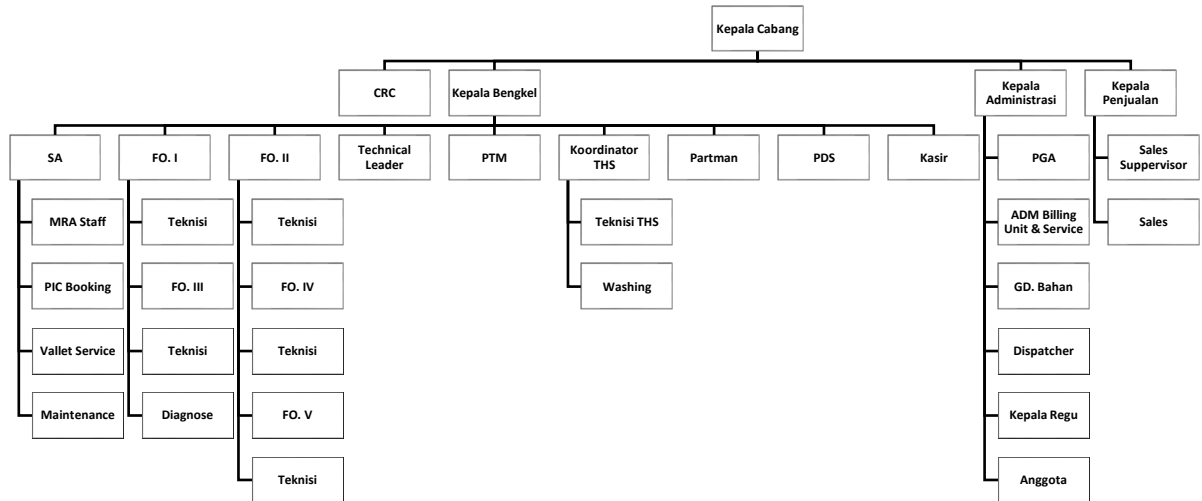 Kepala Cabang
CRC
Kepala Bengkel
Kepala
Administrasi
Kepala
Penjualan
SA
FO. I
FO. II
Technical
Leader
PTM
Koordinator
THS
Partman
PDS
Kasir
PGA
Sales
Suppervisor
MRA Staff
Teknisi
Teknisi
Teknisi THS
ADM Billing
Unit & Service
Sales
PIC Booking
FO. III
FO. IV
Washing
GD. Bahan
Vallet Service
Teknisi
Teknisi
Dispatcher
Maintenance
Diagnose
FO. V
Kepala Regu
Teknisi
Anggota